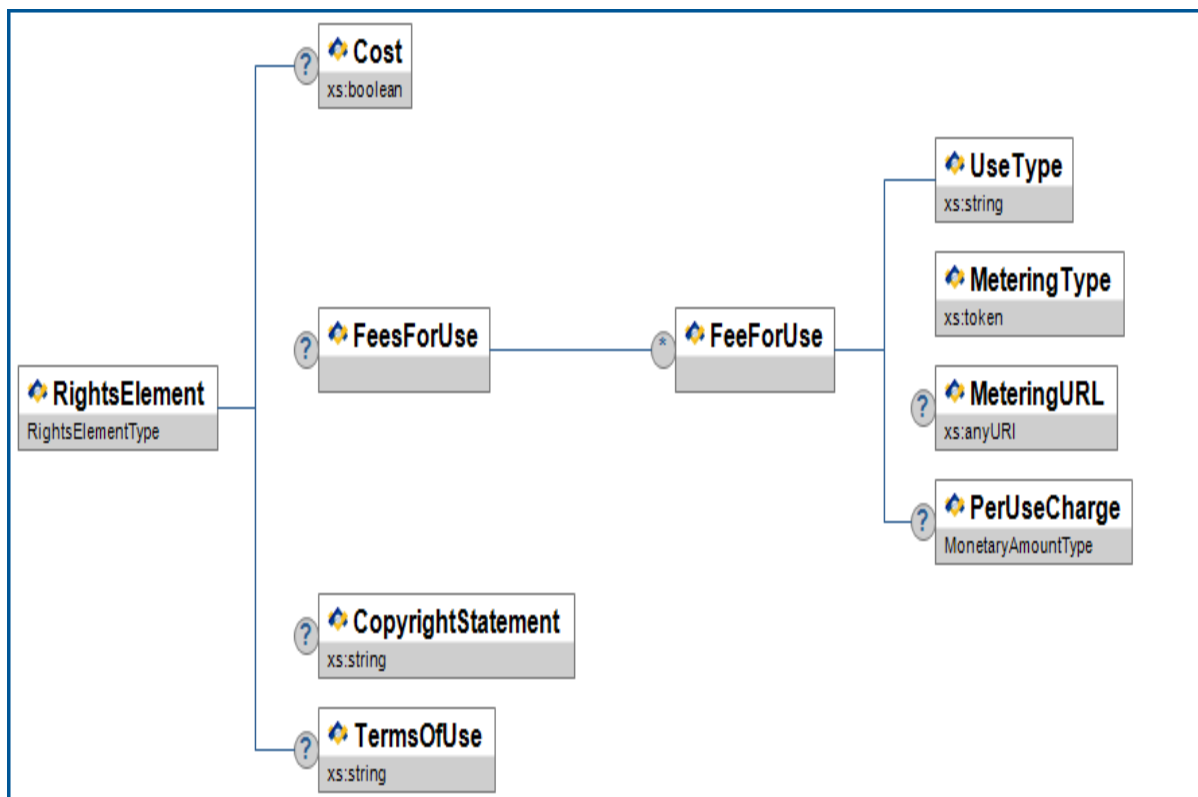 ?
Cost
xs:boolean
UseType
xs:string
MeteringType
xs:token
?
FeesForUse
*
FeeForUse
RightsElement
RightsElementType
?
MeteringURL
xs:anyURI
?
PerUseCharge
MonetaryAmountType
?
CopyrightStatement
xs:string
?
TermsOfUse
xs:string